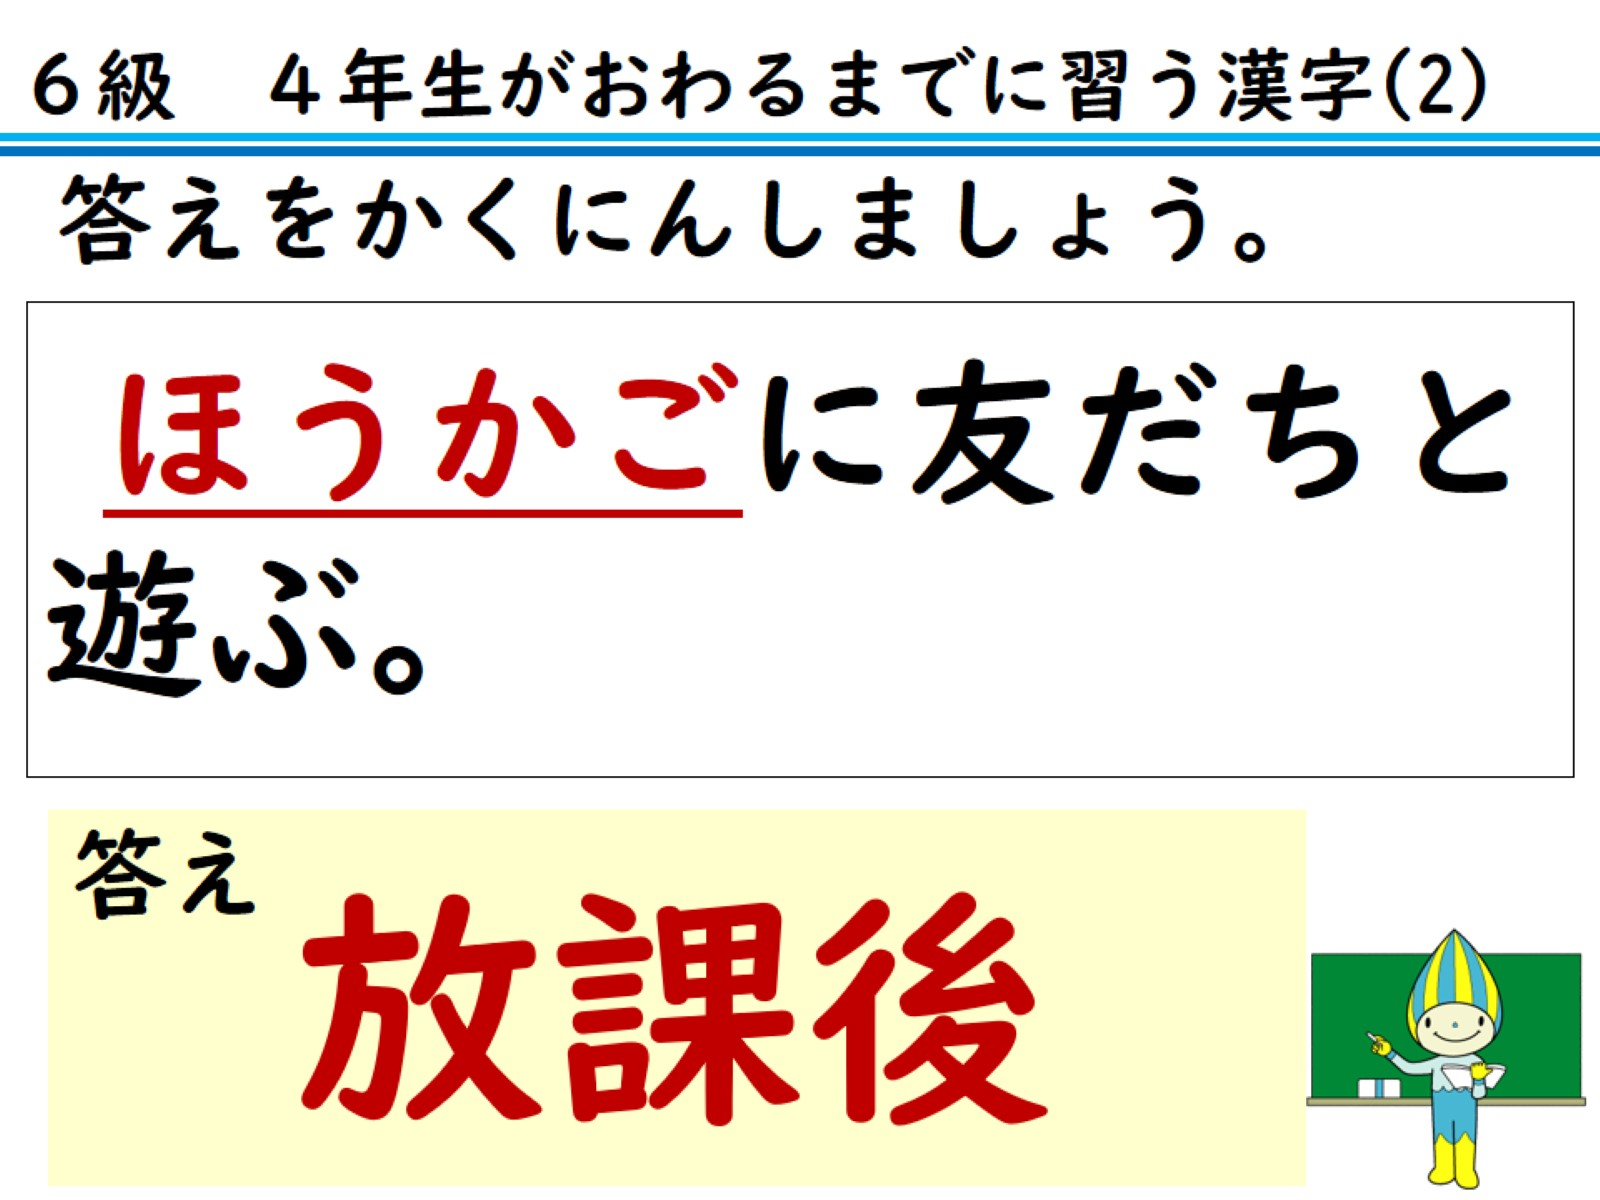 ６級　４年生がおわるまでに習う漢字(2)
答えをかくにんしましょう。
ほうかごに友だちと
遊ぶ。
答え
放課後